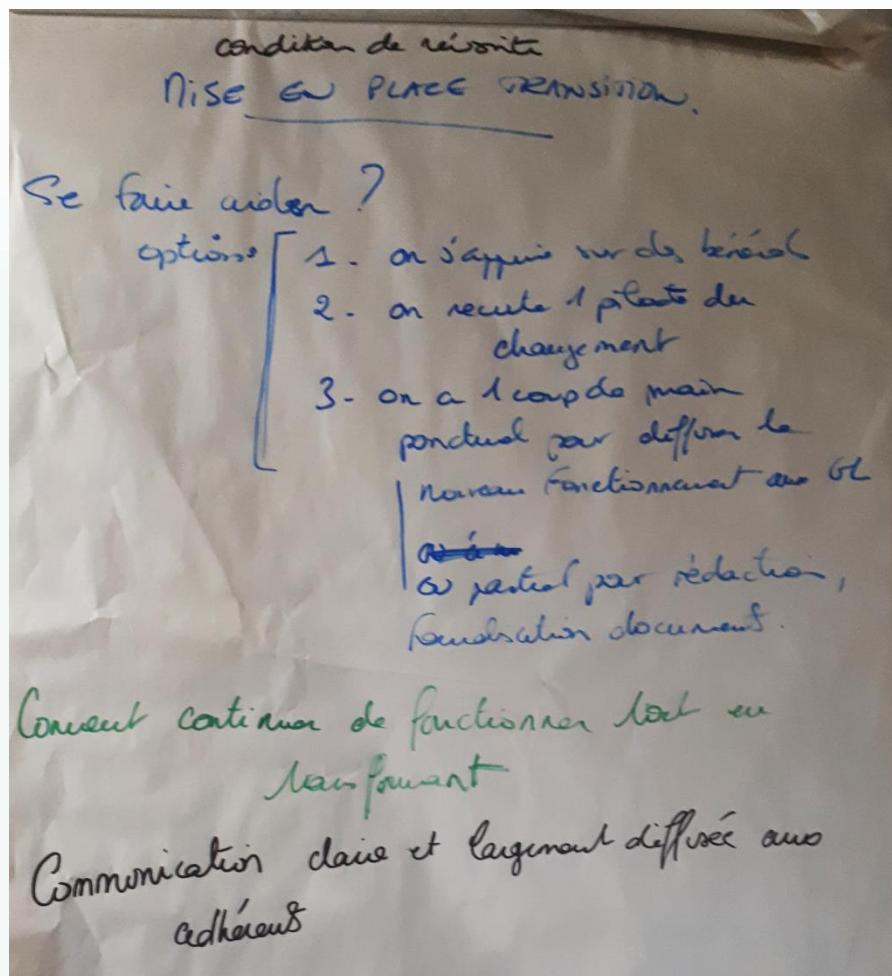 condition de réussite
MISE EN PLACE TRANSITION.
Se faire aider ?
options 1. on s'appuie sur des bénévol
2. on recrute 1 pilote du
changement
3- on a 1 coup de main
ponctuel pour diffuser le
nouveau fonctionnement aux GL
ou partiel pour rédaction,
formalisation document.
Comment continuer de fonctionner tout en
transformant
Communication claire et largement diffusée aux
adhérents